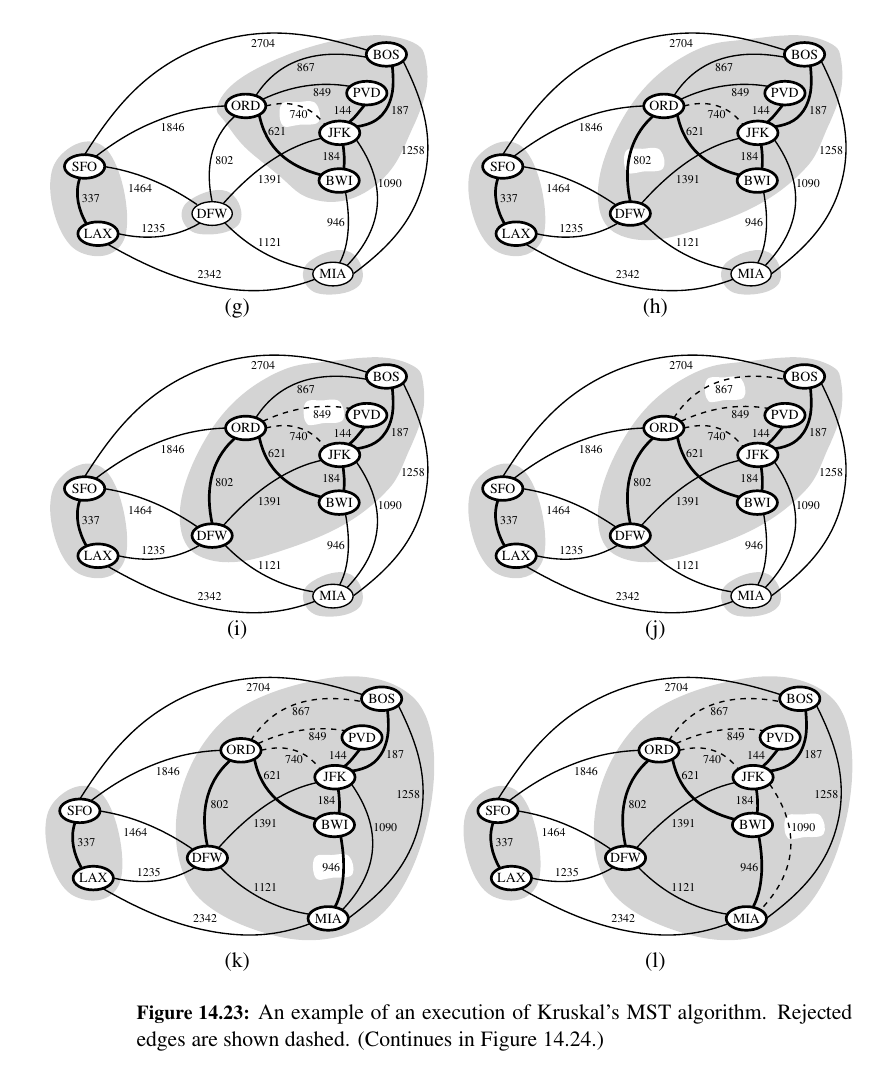 2704
BOS
867
849
PVD
ORD
144
187
740
JFK
621
1846
1258
802
184
SFO
1391
1464
1090
BWI
337
DFW
946
LAX
1235
1121
MIA
2342
(g)
2704
BOS
867
849
PVD
ORD
144
187
740
JFK
621
1846
1258
802
184
SFO
1391
1464
1090
BWI
337
DFW
946
LAX
1235
1121
MIA
2342
(h)
2704
BOS
867
849
PVD
ORD
144
187
740
JFK
621
1846
1258
802
184
SFO
1391
1464
1090
BWI
337
DFW
946
LAX
1235
1121
MIA
2342
(i)
2704
BOS
867
849
PVD
ORD
144
187
740
JFK
621
1846
1258
802
184
SFO
1391
1464
1090
BWI
337
DFW
946
LAX
1235
1121
MIA
2342
(j)
2704
BOS
867
849
PVD
ORD
144
187
740
JFK
621
1846
1258
802
184
SFO
1391
1464
1090
BWI
337
DFW
946
LAX
1235
1121
MIA
2342
(k)
2704
BOS
867
849
PVD
ORD
144
187
740
JFK
621
1846
1258
802
184
SFO
1391
1464
1090
BWI
337
DFW
946
LAX
1235
1121
MIA
2342
(l)
Figure 14.23: An example of an execution of Kruskal's MST algorithm. Rejected
edges are shown dashed. (Continues in Figure 14.24.)